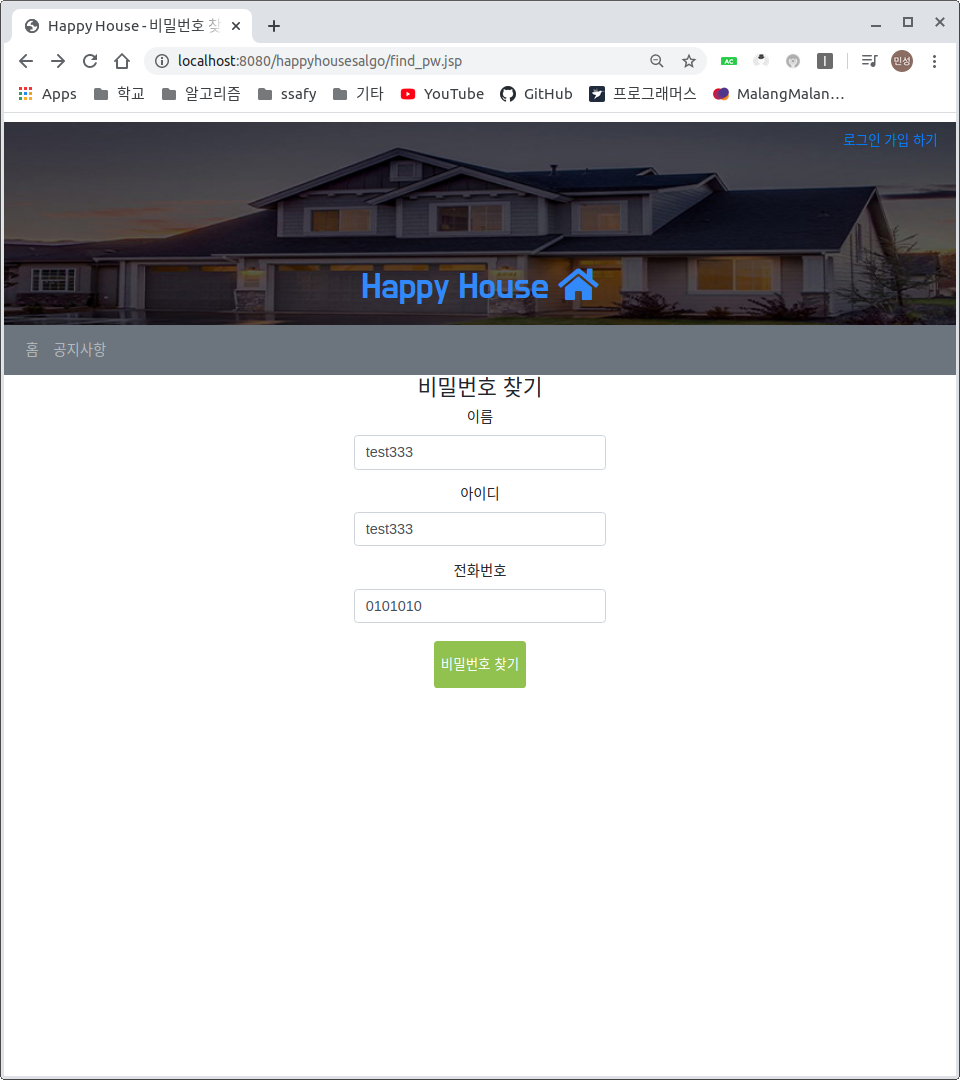 Happy House - 비밀번호 찾
localhost:8080/happyhousesalgo/find_pw.jsp
AC
민성
Apps 학교 알고리즘 ssafy 기타 YouTube GitHub 프로그래머스 MalangMalan...
로그인 가입 하기
Happy House
홈 공지사항
비밀번호 찾기
이름
test333
아이디
test333
전화번호
0101010
비밀번호 찾기